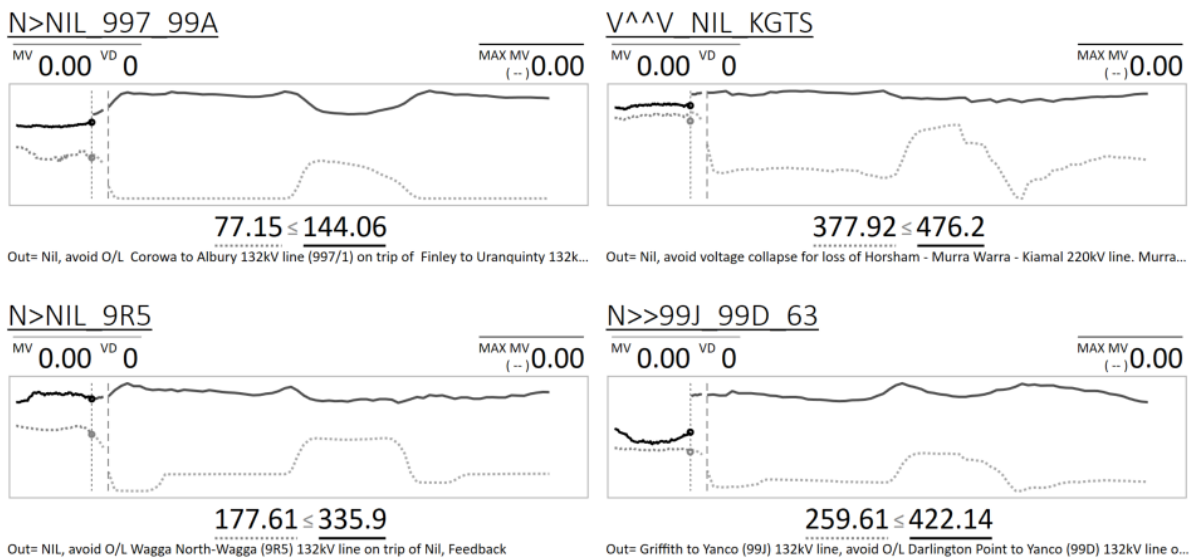 N>NIL_997_99A
MV 0.00 VD 0 MAX MV (--) 0.00
77.15 ≤ 144.06
Out= Nil, avoid O/L Corowa to Albury 132kV line (997/1) on trip of Finley to Uranquinty 132k...
V^^V_NIL_KGTS
MV 0.00 VD 0 MAX MV (--) 0.00
377.92 ≤ 476.2
Out= Nil, avoid voltage collapse for loss of Horsham - Murra Warra - Kiamal 220kV line. Murra...
N>NIL_9R5
MV 0.00 VD 0 MAX MV (--) 0.00
177.61 ≤ 335.9
Out= NIL, avoid O/L Wagga North-Wagga (9R5) 132kV line on trip of Nil, Feedback
N>>99J_99D_63
MV 0.00 VD 0 MAX MV (--) 0.00
259.61 ≤ 422.14
Out= Griffith to Yanco (99J) 132kV line, avoid O/L Darlington Point to Yanco (99D) 132kV line o...